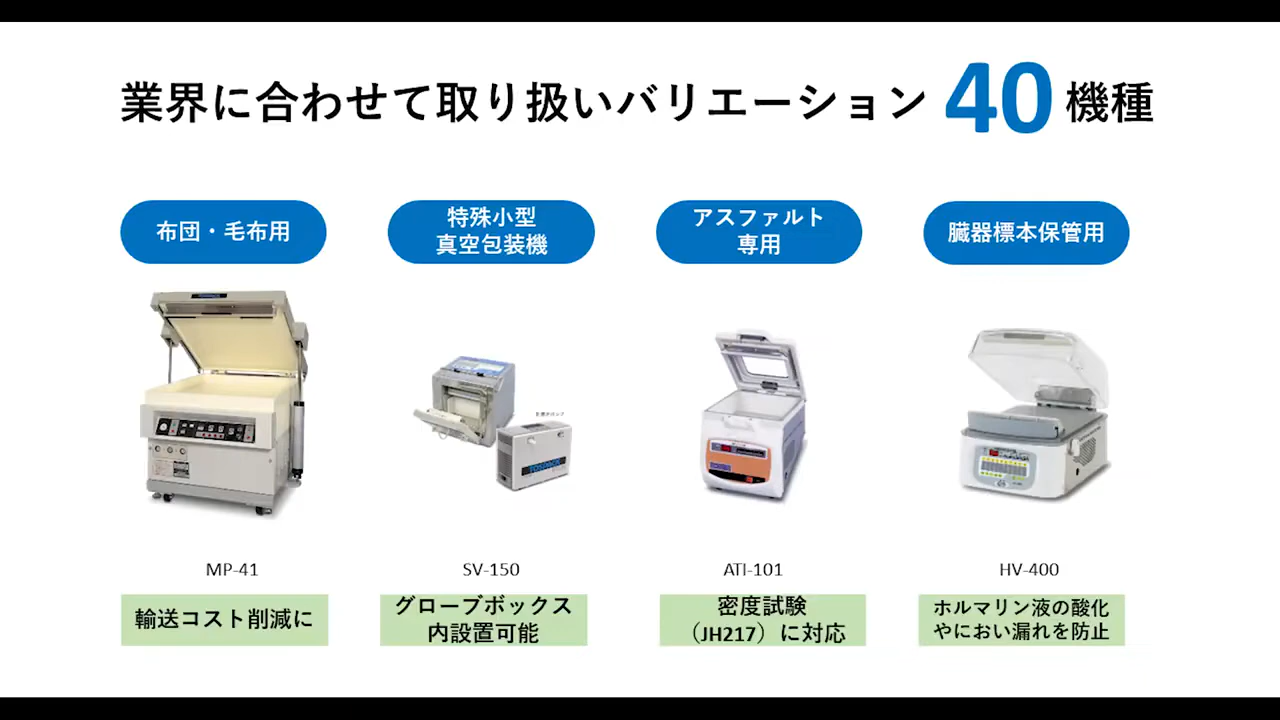 業界に合わせて取り扱いバリエーション 40 機種
布団・毛布用
特殊小型
真空包装機
アスファルト
専用
臓器標本保管用
TOSPACK
TOSPACK
MP-41
SV-150
ATI-101
HV-400
輸送コスト削減に
グローブボックス
内設置可能
密度試験
（JH217）に対応
ホルマリン液の酸化
やにおい漏れを防止